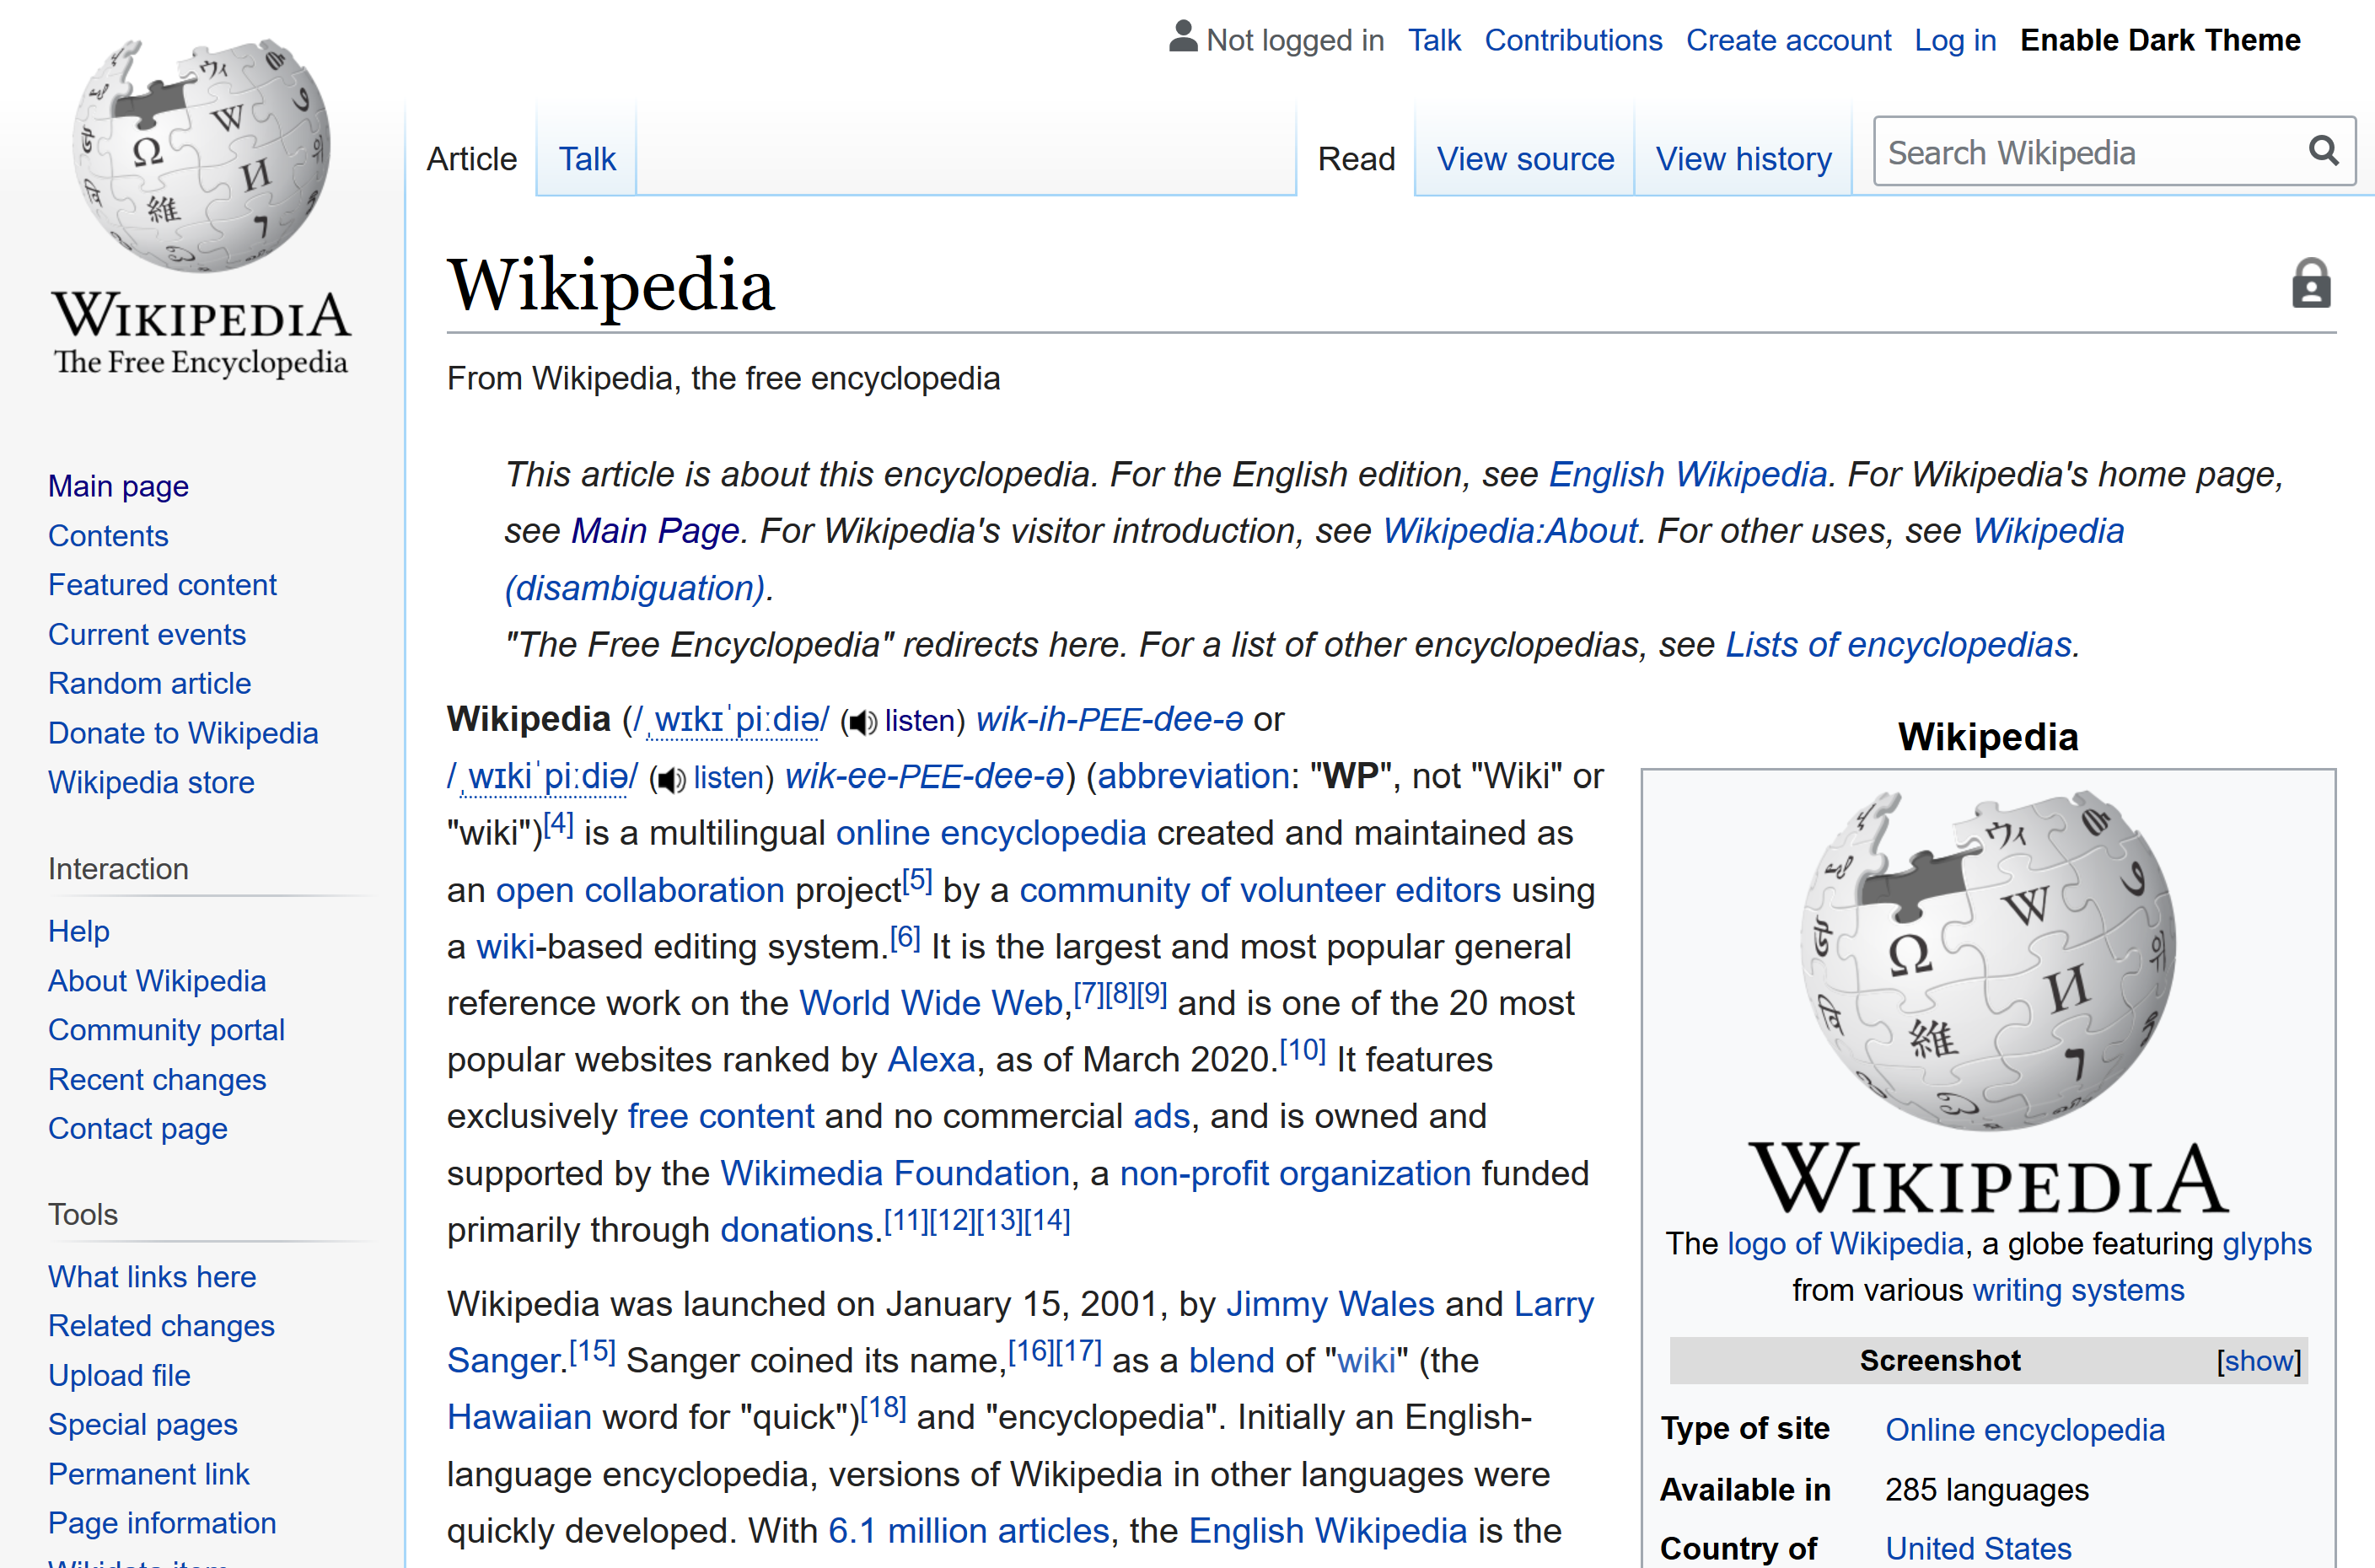 Not logged in Talk Contributions Create account Log in Enable Dark Theme
Article Talk Read View source View history Search Wikipedia
Ω
W
И
維
ウィ
WIKIPEDIA
The Free Encyclopedia
Main page
Contents
Featured content
Current events
Random article
Donate to Wikipedia
Wikipedia store
Interaction
Help
About Wikipedia
Community portal
Recent changes
Contact page
Tools
What links here
Related changes
Upload file
Special pages
Permanent link
Page information
Wikidata item
Wikipedia
From Wikipedia, the free encyclopedia
This article is about this encyclopedia. For the English edition, see English Wikipedia. For Wikipedia's home page,
see Main Page. For Wikipedia's visitor introduction, see Wikipedia:About. For other uses, see Wikipedia
(disambiguation).
"The Free Encyclopedia" redirects here. For a list of other encyclopedias, see Lists of encyclopedias.
Wikipedia (/ˌwɪkɪˈpiːdiə/ (listen) wik-ih-PEE-dee-ə or
/ˌwɪkiˈpiːdiə/ (listen) wik-ee-PEE-dee-ə) (abbreviation: "WP", not "Wiki" or
"wiki")[4] is a multilingual online encyclopedia created and maintained as
an open collaboration project[5] by a community of volunteer editors using
a wiki-based editing system.[6] It is the largest and most popular general
reference work on the World Wide Web,[7][8][9] and is one of the 20 most
popular websites ranked by Alexa, as of March 2020.[10] It features
exclusively free content and no commercial ads, and is owned and
supported by the Wikimedia Foundation, a non-profit organization funded
primarily through donations.[11][12][13][14]
Wikipedia was launched on January 15, 2001, by Jimmy Wales and Larry
Sanger.[15] Sanger coined its name,[16][17] as a blend of "wiki" (the
Hawaiian word for "quick")[18] and "encyclopedia". Initially an English-
language encyclopedia, versions of Wikipedia in other languages were
quickly developed. With 6.1 million articles, the English Wikipedia is the
Wikipedia
ウィ
W
Ω
И
維
WIKIPEDIA
The logo of Wikipedia, a globe featuring glyphs
from various writing systems
Screenshot [show]
Type of site Online encyclopedia
Available in 285 languages
Country of United States